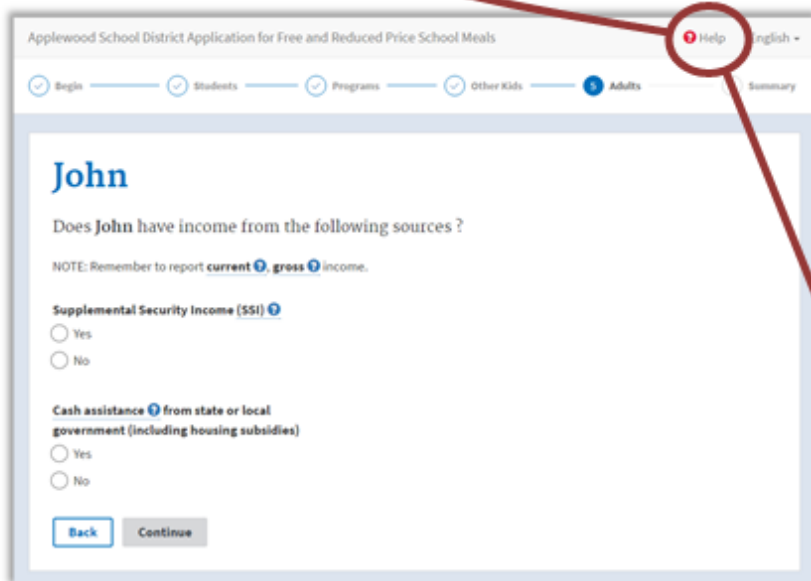 Applewood School District Application for Free and Reduced Price School Meals ? Help English
Begin Students Programs Other Kids 5 Adults Summary
John
Does John have income from the following sources ?
NOTE: Remember to report current ?, gross ? income.
Supplemental Security Income (SSI) ?
Yes
No
Cash assistance ? from state or local
government (including housing subsidies)
Yes
No
Back Continue